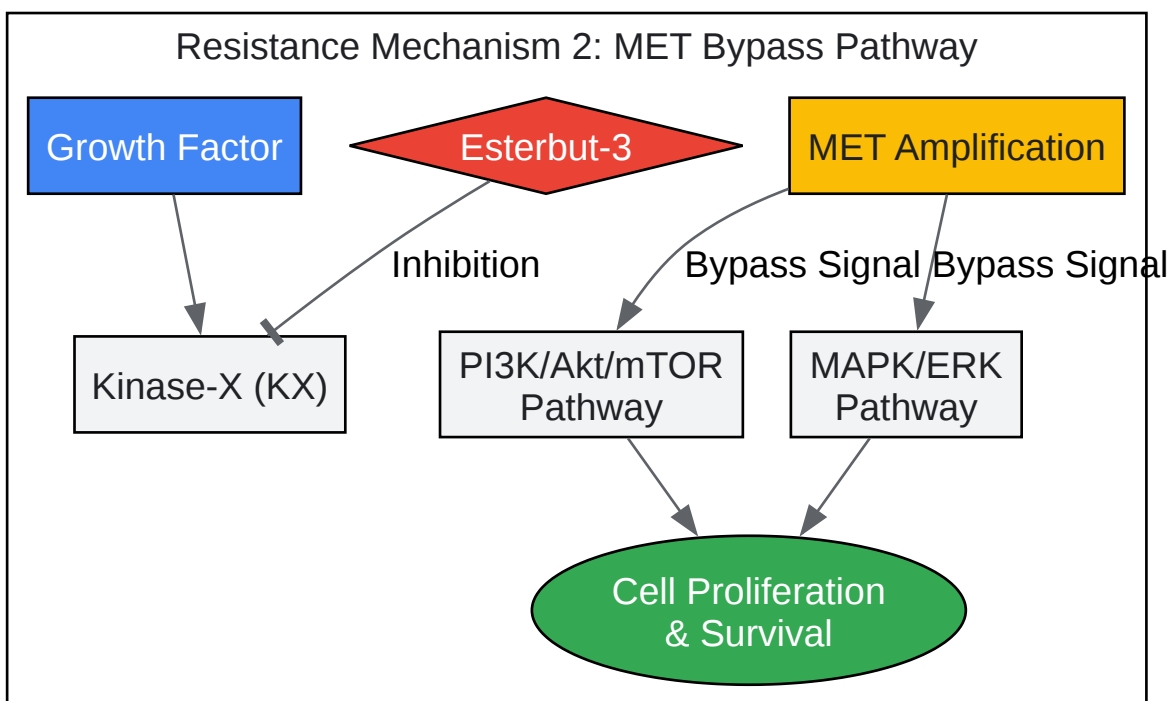 Resistance Mechanism 2: MET Bypass Pathway
Growth Factor
Esterbut-3
MET Amplification
Inhibition
Bypass Signal
Bypass Signal
Kinase-X (KX)
PI3K/Akt/mTOR
Pathway
MAPK/ERK
Pathway
Cell Proliferation
& Survival